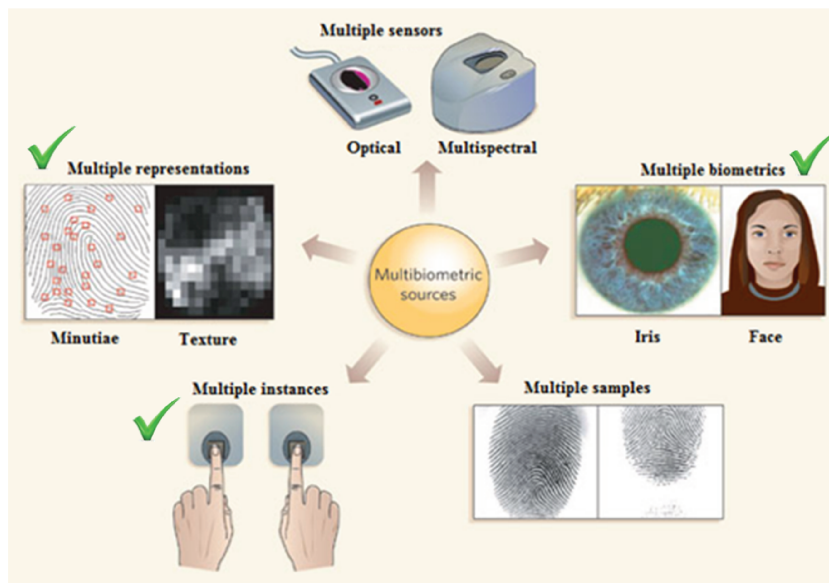 Multiple sensors
Optical
Multispectral
Multiple representations
Multiple biometrics
Minutiae
Texture
Multibiometric
sources
Iris
Face
Multiple instances
Multiple samples